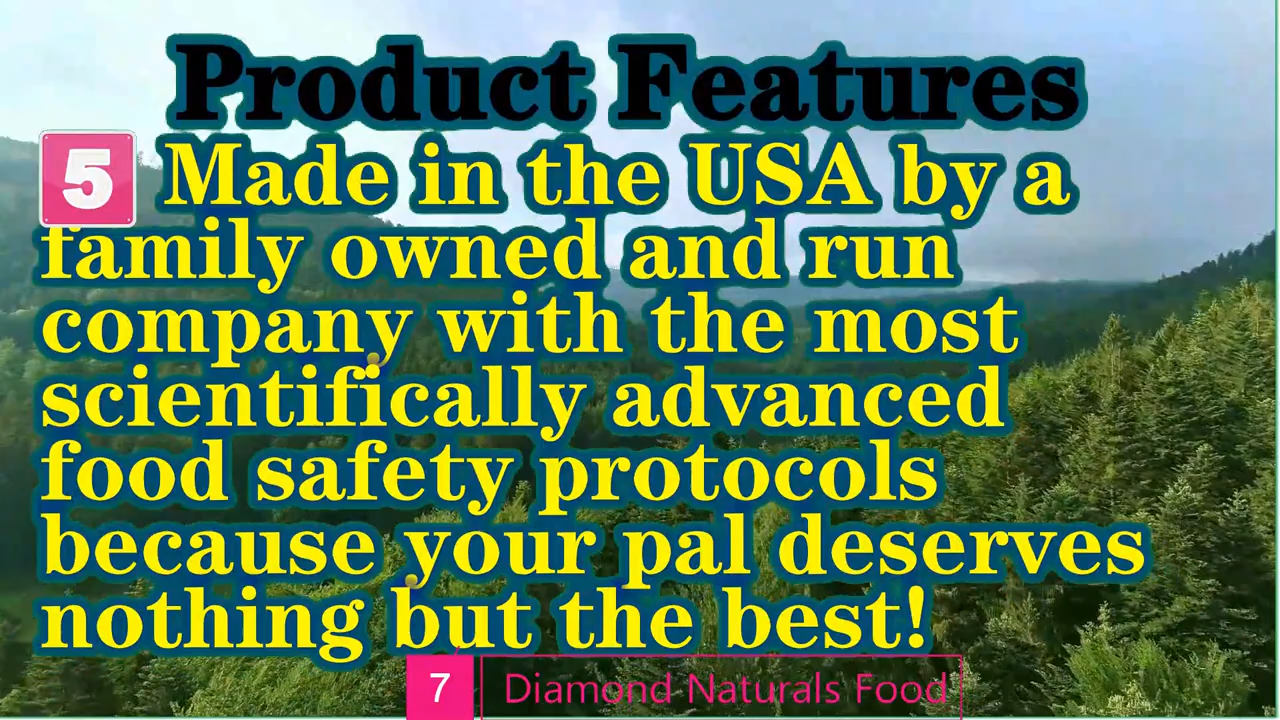 Product Features
5 Made in the USA by a
family owned and run
company with the most
scientifically advanced
food safety protocols
because your pal deserves
nothing but the best!
7 Diamond Naturals Food